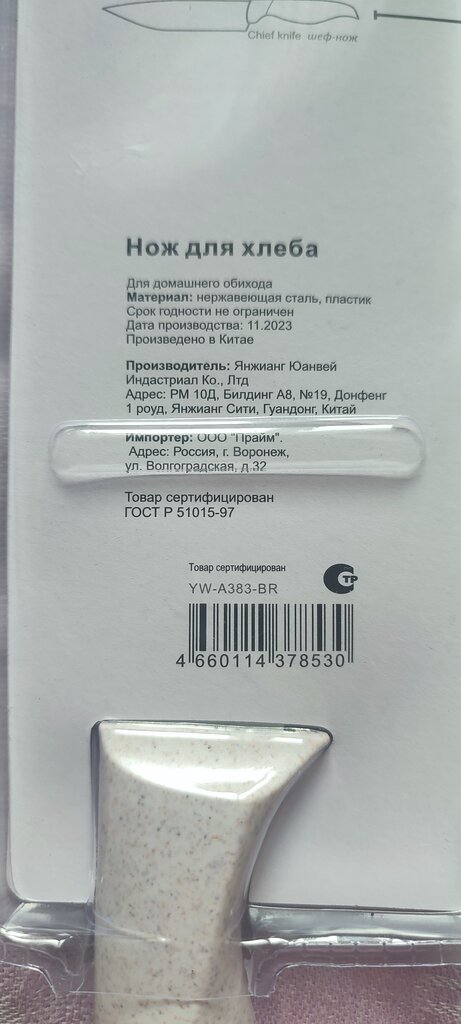 Chief knife шеф-нож
Нож для хлеба
Для домашнего обихода
Материал: нержавеющая сталь, пластик
Срок годности не ограничен
Дата производства: 11.2023
Произведено в Китае
Производитель: Янжианг Юанвей
Индастриал Ко., Лтд
Адрес: РМ 10Д, Билдинг А8, №19, Донфенг
1 роуд, Янжианг Сити, Гуандонг, Китай
Импортер: ООО "Прайм".
Адрес: Россия, г. Воронеж,
ул. Волгоградская, д.32
Товар сертифицирован
ГОСТ Р 51015-97
Товар сертифицирован
YW-A383-BR
ТР
4 660114 378530